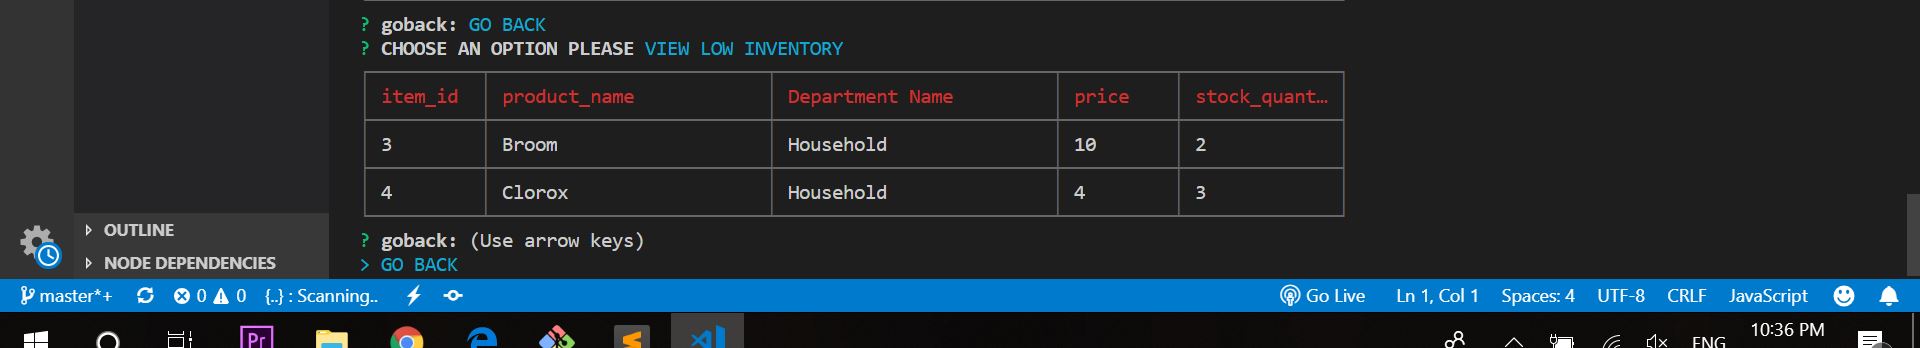 ? goback: GO BACK
? CHOOSE AN OPTION PLEASE VIEW LOW INVENTORY
item_id product_name Department Name price stock_quant…
3 Broom Household 10 2
4 Clorox Household 4 3
? goback: (Use arrow keys)
> GO BACK
OUTLINE
NODE DEPENDENCIES
master*+ 0 0 {..} : Scanning.. Go Live Ln 1, Col 1 Spaces: 4 UTF-8 CRLF JavaScript
Pr ENG 10:36 PM